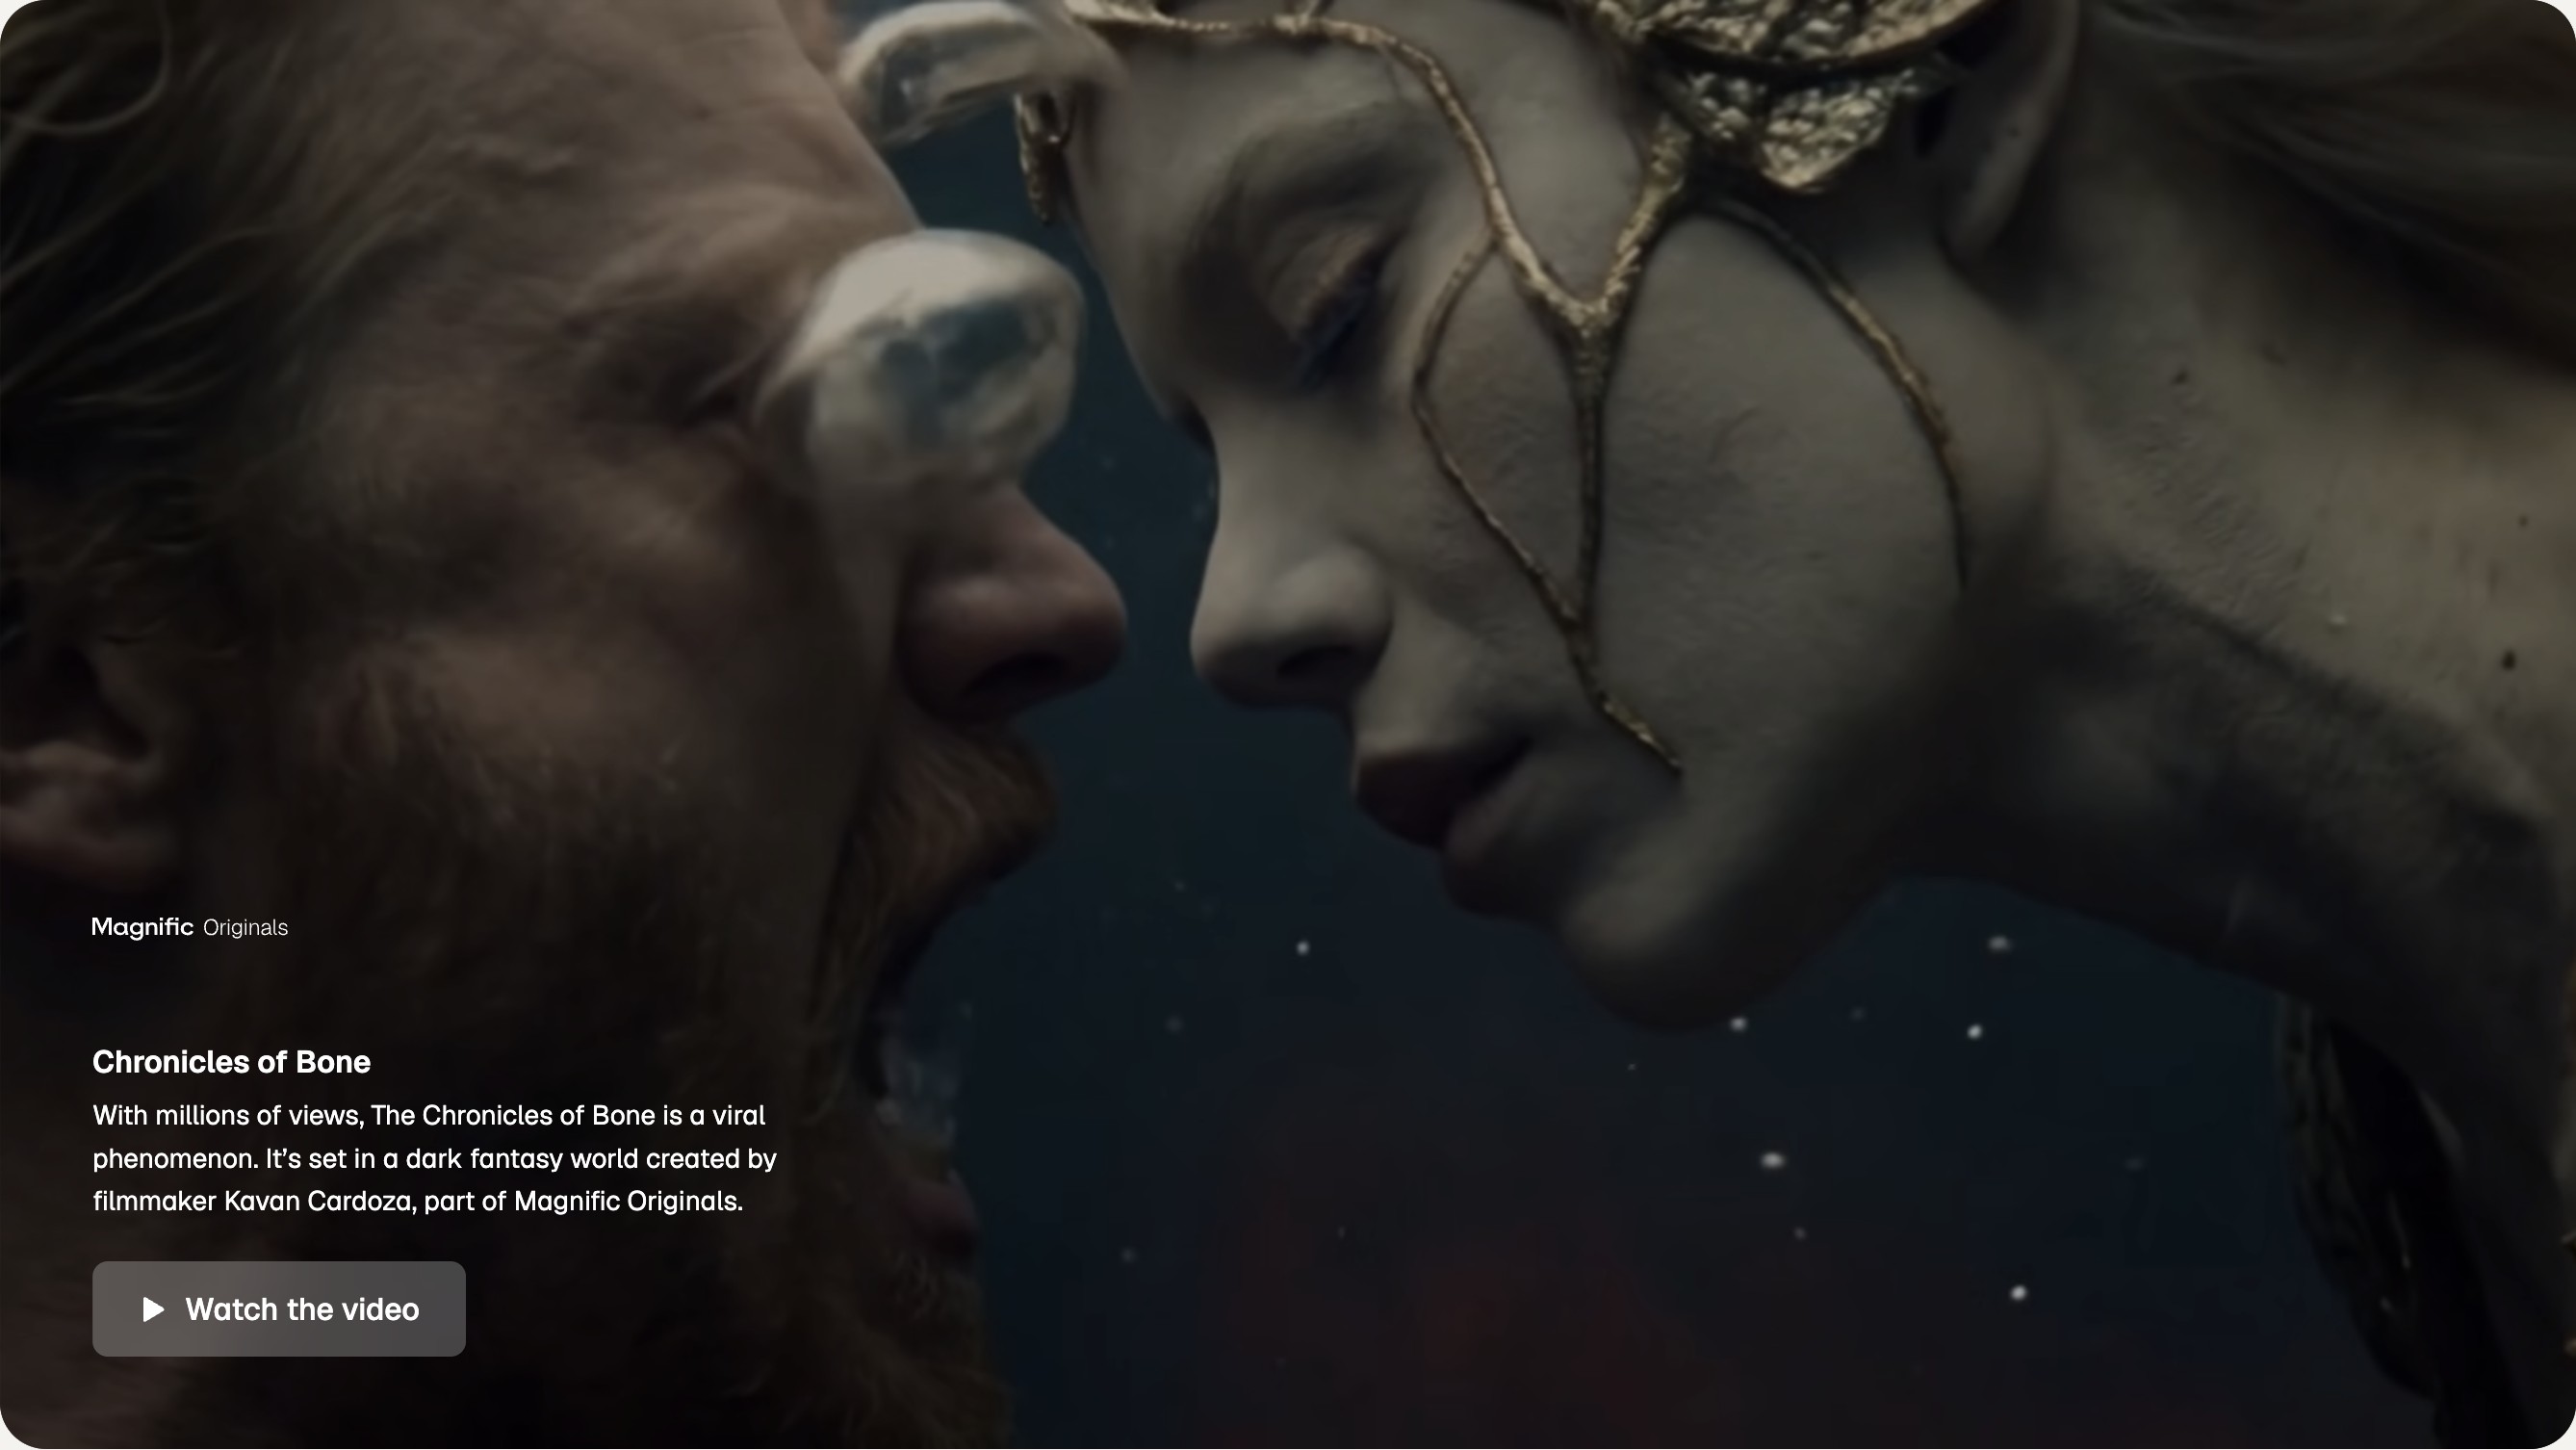 Magnific Originals
Chronicles of Bone
With millions of views, The Chronicles of Bone is a viral
phenomenon. It’s set in a dark fantasy world created by
filmmaker Kavan Cardoza, part of Magnific Originals.
Watch the video